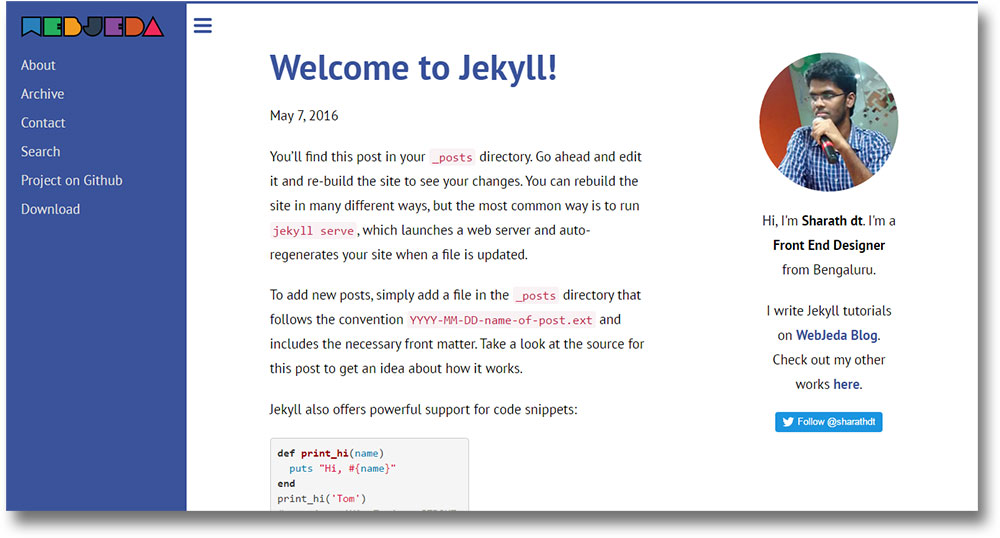 WEBJEDA
About
Archive
Contact
Search
Project on Github
Download
Welcome to Jekyll!
May 7, 2016
You’ll find this post in your _posts directory. Go ahead and edit
it and re-build the site to see your changes. You can rebuild the
site in many different ways, but the most common way is to run
jekyll serve, which launches a web server and auto-
regenerates your site when a file is updated.
To add new posts, simply add a file in the _posts directory that
follows the convention YYYY-MM-DD-name-of-post.ext and
includes the necessary front matter. Take a look at the source for
this post to get an idea about how it works.
Jekyll also offers powerful support for code snippets:
def print_hi(name)
  puts "Hi, #{name}"
end
print_hi('Tom')
Hi, I'm Sharath dt. I'm a
Front End Designer
from Bengaluru.
I write Jekyll tutorials
on WebJeda Blog.
Check out my other
works here.
Follow @sharathdt